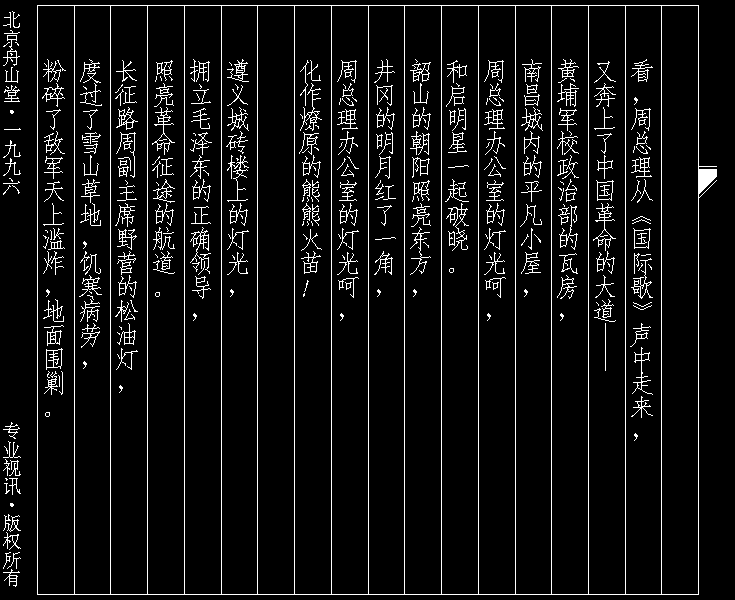 看，周总理从《国际歌》声中走来，
又奔上了中国革命的大道——
黄埔军校政治部的瓦房，
南昌城内的平凡小屋，
周总理办公室的灯光呵，
和启明星一起破晓。
韶山的朝阳照亮东方，
井冈的明月红了一角，
周总理办公室的灯光呵，
化作燎原的熊熊火苗！
遵义城砖楼上的灯光，
拥立毛泽东的正确领导，
照亮革命征途的航道。
长征路周副主席野营的松油灯，
度过了雪山草地，饥寒病劳，
粉碎了敌军天上滥炸，地面围剿。
北京舟山堂·一九九六
专业视讯·版权所有